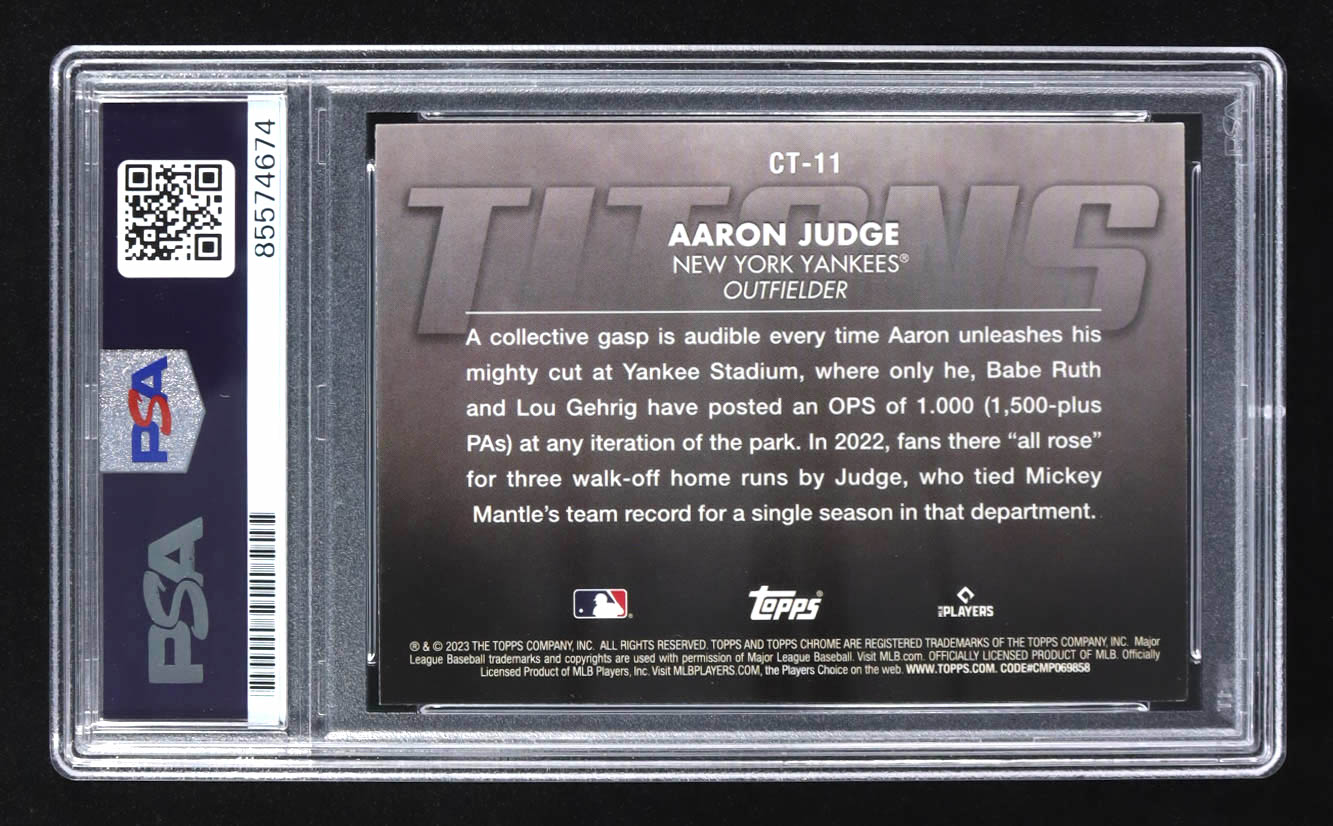 PSA
PSA
85574674
CT-11
TITANS
AARON JUDGE
NEW YORK YANKEES®
OUTFIELDER
A collective gasp is audible every time Aaron unleashes his
mighty cut at Yankee Stadium, where only he, Babe Ruth
and Lou Gehrig have posted an OPS of 1.000 (1,500-plus
PAs) at any iteration of the park. In 2022, fans there “all rose”
for three walk-off home runs by Judge, who tied Mickey
Mantle’s team record for a single season in that department.
topps®
MLB PLAYERS
® & © 2023 THE TOPPS COMPANY, INC. ALL RIGHTS RESERVED. TOPPS AND TOPPS CHROME ARE REGISTERED TRADEMARKS OF THE TOPPS COMPANY, INC. Major
League Baseball trademarks and copyrights are used with permission of Major League Baseball. Visit MLB.com. OFFICIALLY LICENSED PRODUCT OF MLB. Officially
Licensed Product of MLB Players, Inc. Visit MLBPLAYERS.COM, the Players Choice on the web. WWW.TOPPS.COM. CODE#CMP069858